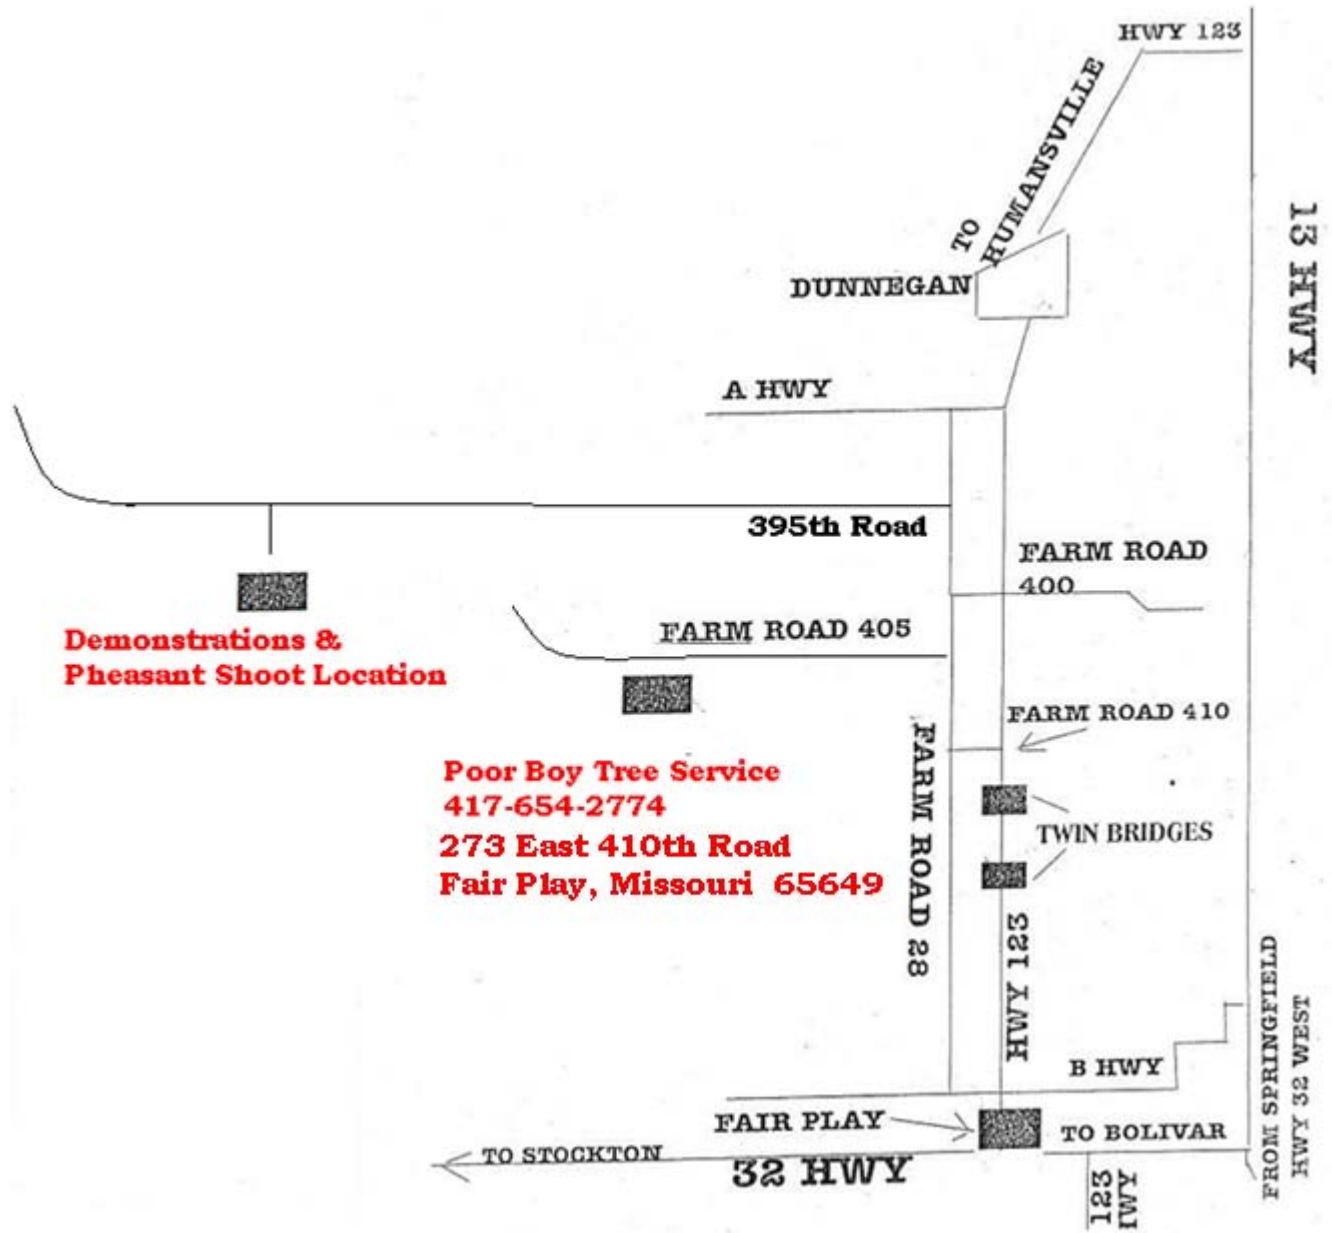 HWY 123
TO
HUMANSVILLE
13 HWY
DUNNEGAN
A HWY
395th Road
FARM ROAD
400
Demonstrations &
Pheasant Shoot Location
FARM ROAD 405
FARM ROAD 410
Poor Boy Tree Service
417-654-2774
273 East 410th Road
Fair Play, Missouri 65649
FARM ROAD 28
TWIN BRIDGES
HWY 123
B HWY
FROM SPRINGFIELD
HWY 32 WEST
FAIR PLAY
TO BOLIVAR
TO STOCKTON
32 HWY
123
IWY